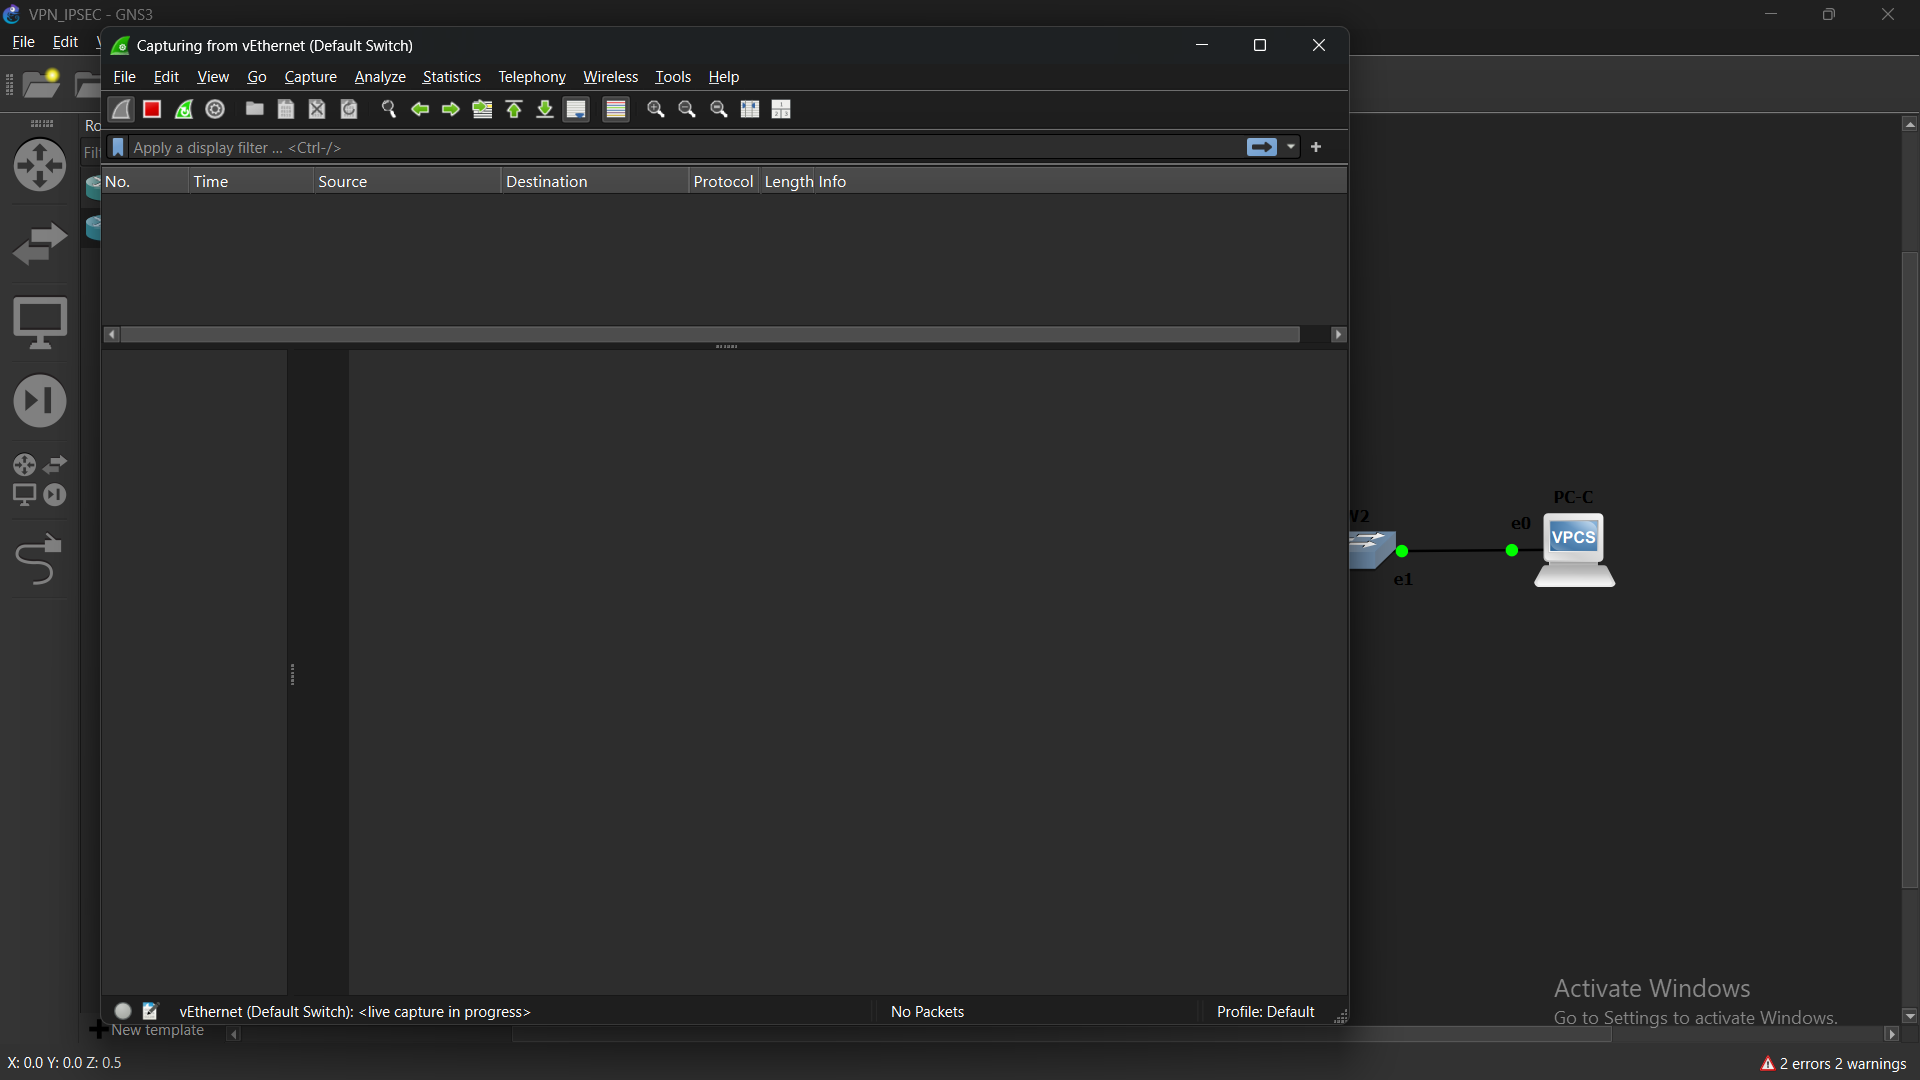 VPN_IPSEC - GNS3
File Edit
Capturing from vEthernet (Default Switch)
File Edit View Go Capture Analyze Statistics Telephony Wireless Tools Help
Ro
Apply a display filter ... <Ctrl-/>
Filt
No. Time Source Destination Protocol Length Info
PC-C
V2
e0
VPCS
e1
Activate Windows
Go to Settings to activate Windows.
vEthernet (Default Switch): <live capture in progress>
No Packets
Profile: Default
New template
X: 0.0 Y: 0.0 Z: 0.5
2 errors 2 warnings